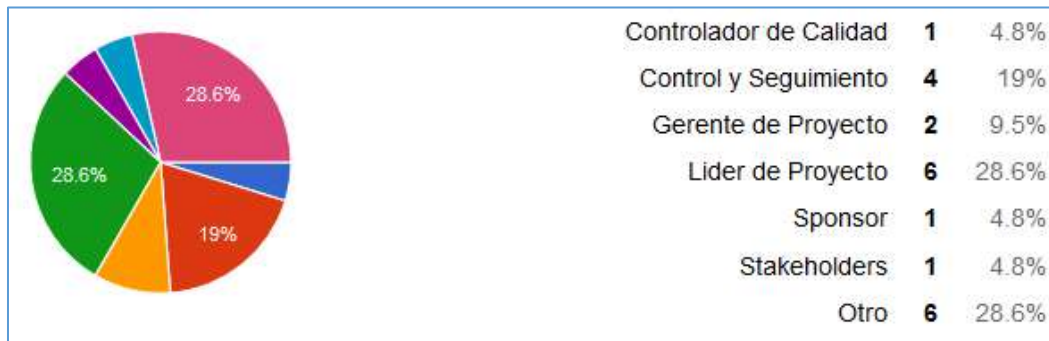 28.6%
28.6%
19%
Controlador de Calidad 1 4.8%
Control y Seguimiento 4 19%
Gerente de Proyecto 2 9.5%
Lider de Proyecto 6 28.6%
Sponsor 1 4.8%
Stakeholders 1 4.8%
Otro 6 28.6%